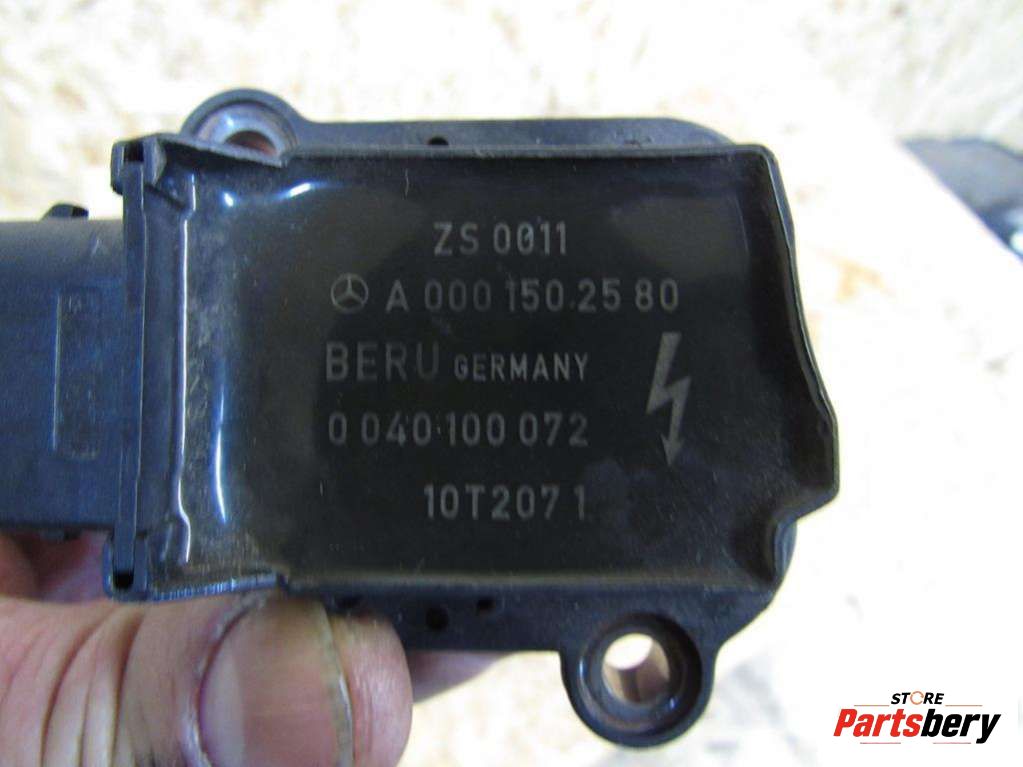 ZS 0011
A 000 150 25 80
BERU GERMANY
0 040 100 072
10T207 1
STORE
Partsbery